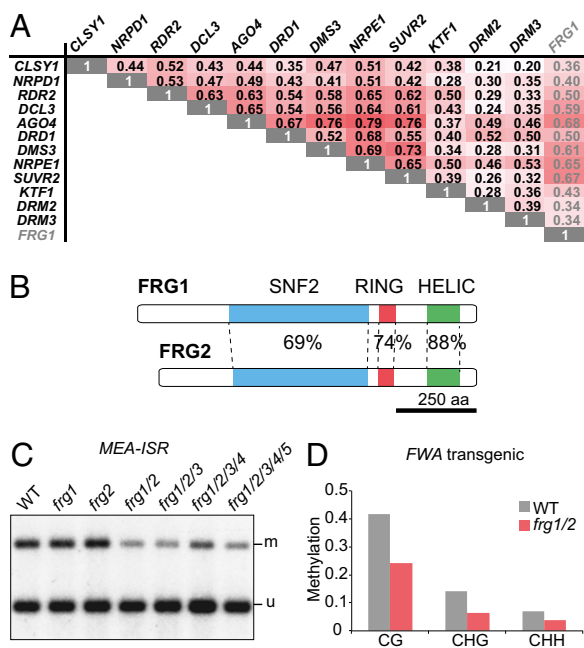 A
CLSY1 NRPD1 RDR2 DCL3 AGO4 DRD1 DMS3 NRPE1 SUVR2 KTF1 DRM2 DRM3 FRG1
CLSY1 1 0.44 0.52 0.43 0.44 0.35 0.47 0.51 0.42 0.38 0.21 0.20 0.36
NRPD1 1 0.53 0.47 0.49 0.43 0.41 0.51 0.42 0.28 0.30 0.35 0.40
RDR2 1 0.63 0.63 0.54 0.58 0.65 0.62 0.50 0.29 0.35 0.50
DCL3 1 0.65 0.54 0.56 0.64 0.61 0.43 0.24 0.35 0.59
AGO4 1 0.67 0.76 0.79 0.76 0.37 0.49 0.46 0.68
DRD1 1 0.52 0.68 0.55 0.40 0.52 0.50 0.50
DMS3 1 0.69 0.73 0.34 0.28 0.31 0.61
NRPE1 1 0.65 0.50 0.46 0.53 0.65
SUVR2 1 0.39 0.26 0.32 0.67
KTF1 1 0.28 0.36 0.43
DRM2 1 0.39 0.34
DRM3 1 0.34
FRG1 1
B
SNF2 RING HELIC
FRG1
69% 74% 88%
FRG2
250 aa
C
MEA-ISR
WT frg1 frg2 frg1/2 frg1/2/3 frg1/2/3/4 frg1/2/3/4/5
m
u
D
FWA transgenic
WT
frg1/2
Methylation
0.5
0.4
0.3
0.2
0.1
0
CG CHG CHH